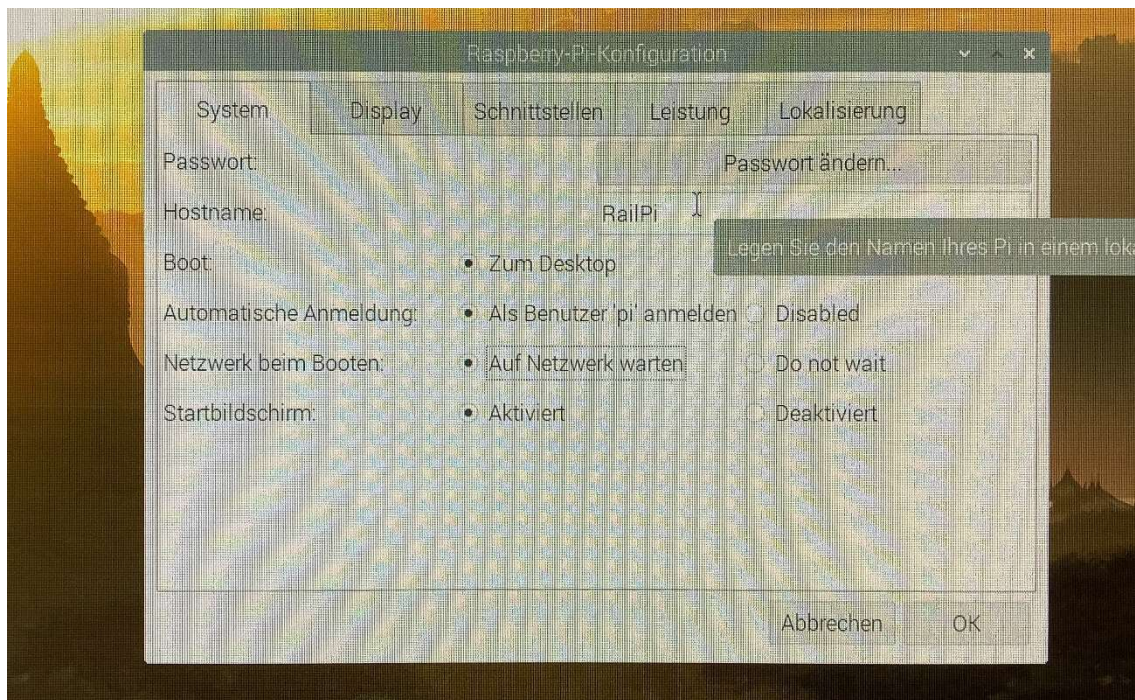 Raspberry-Pi-Konfiguration
System Display Schnittstellen Leistung Lokalisierung
Passwort: Passwort ändern...
Hostname: RailPi
Legen Sie den Namen Ihres Pi in einem
Boot: Zum Desktop
Automatische Anmeldung: Als Benutzer 'pi' anmelden Disabled
Netzwerk beim Booten: Auf Netzwerk warten Do not wait
Startbildschirm: Aktiviert Deaktiviert
Abbrechen OK